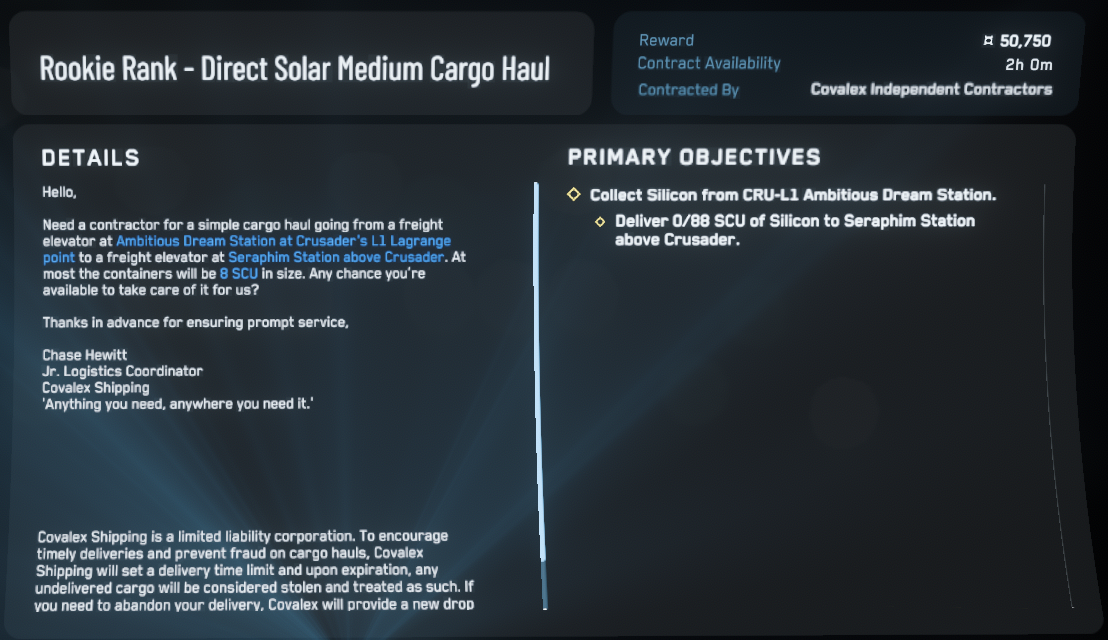 Rookie Rank - Direct Solar Medium Cargo Haul
Reward ¤ 50,750
Contract Availability 2h 0m
Contracted By Covalex Independent Contractors
DETAILS
Hello,
Need a contractor for a simple cargo haul going from a freight
elevator at Ambitious Dream Station at Crusader's L1 Lagrange
point to a freight elevator at Seraphim Station above Crusader. At
most the containers will be 8 SCU in size. Any chance you're
available to take care of it for us?
Thanks in advance for ensuring prompt service,
Chase Hewitt
Jr. Logistics Coordinator
Covalex Shipping
'Anything you need, anywhere you need it.'
Covalex Shipping is a limited liability corporation. To encourage
timely deliveries and prevent fraud on cargo hauls, Covalex
Shipping will set a delivery time limit and upon expiration, any
undelivered cargo will be considered stolen and treated as such. If
you need to abandon your delivery, Covalex will provide a new drop
PRIMARY OBJECTIVES
Collect Silicon from CRU-L1 Ambitious Dream Station.
Deliver 0/88 SCU of Silicon to Seraphim Station
above Crusader.